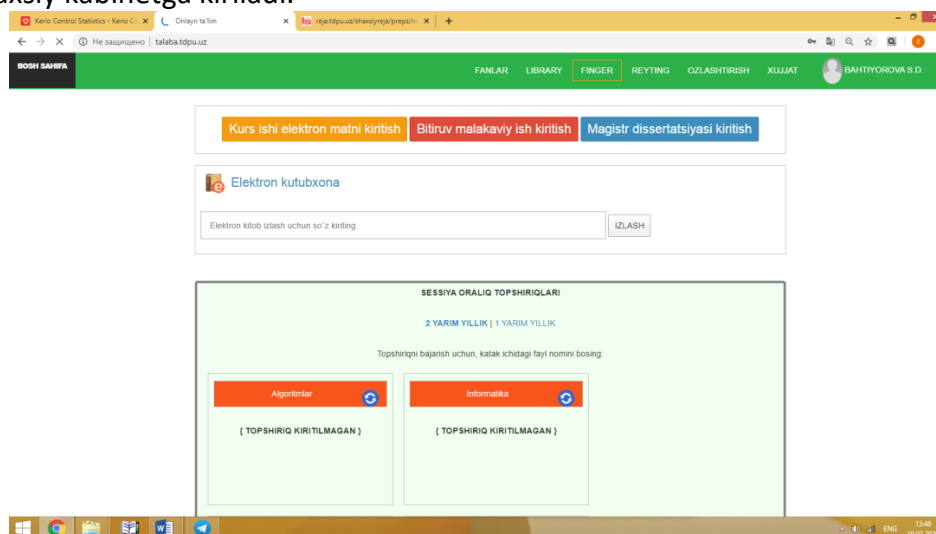 kabinetga kiriladi.
Kerio Control Statistics - Kerio Onlayn ta'lim reja.tdpu.uz/shaxsiyreja/preps/
Не защищено talaba.tdpu.uz
BOSH SAHIFA FANLAR LIBRARY FINGER REYTING OZLASHTIRISH XUJJAT BAHTIYOROVA S.D.
Kurs ishi elektron matni kiritish Bitiruv malakaviy ish kiritish Magistr dissertatsiyasi kiritish
Elektron kutubxona
Elektron kitob izlash uchun so`z kiriting IZLASH
SESSIYA ORALIQ TOPSHIRIQLARI
2 YARIM YILLIK | 1 YARIM YILLIK
Topshiriqni bajarish uchun, katak ichidagi fayl nomini bosing:
Algoritmlar Informatika
{ TOPSHIRIQ KIRITILMAGAN } { TOPSHIRIQ KIRITILMAGAN }
ENG 13:40